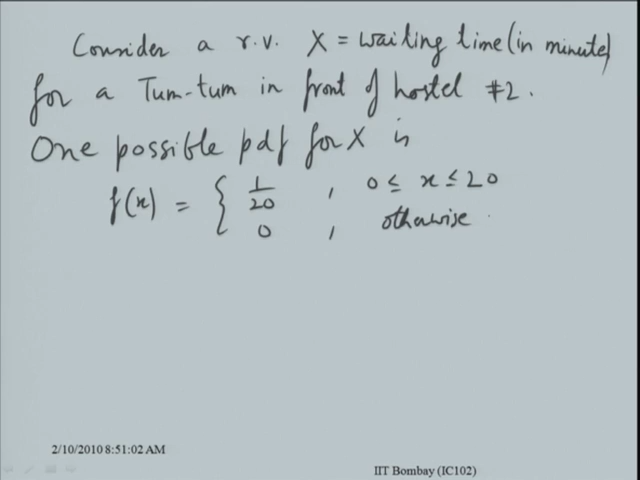 Consider a r.v. X = waiting time (in minute)
for a Tum-tum in front of hostel #2.
One possible pdf for X is
f(x) = { 1/20 , 0 ≤ x ≤ 20
0 , otherwise
2/10/2010 8:51:02 AM
IIT Bombay (IC102)